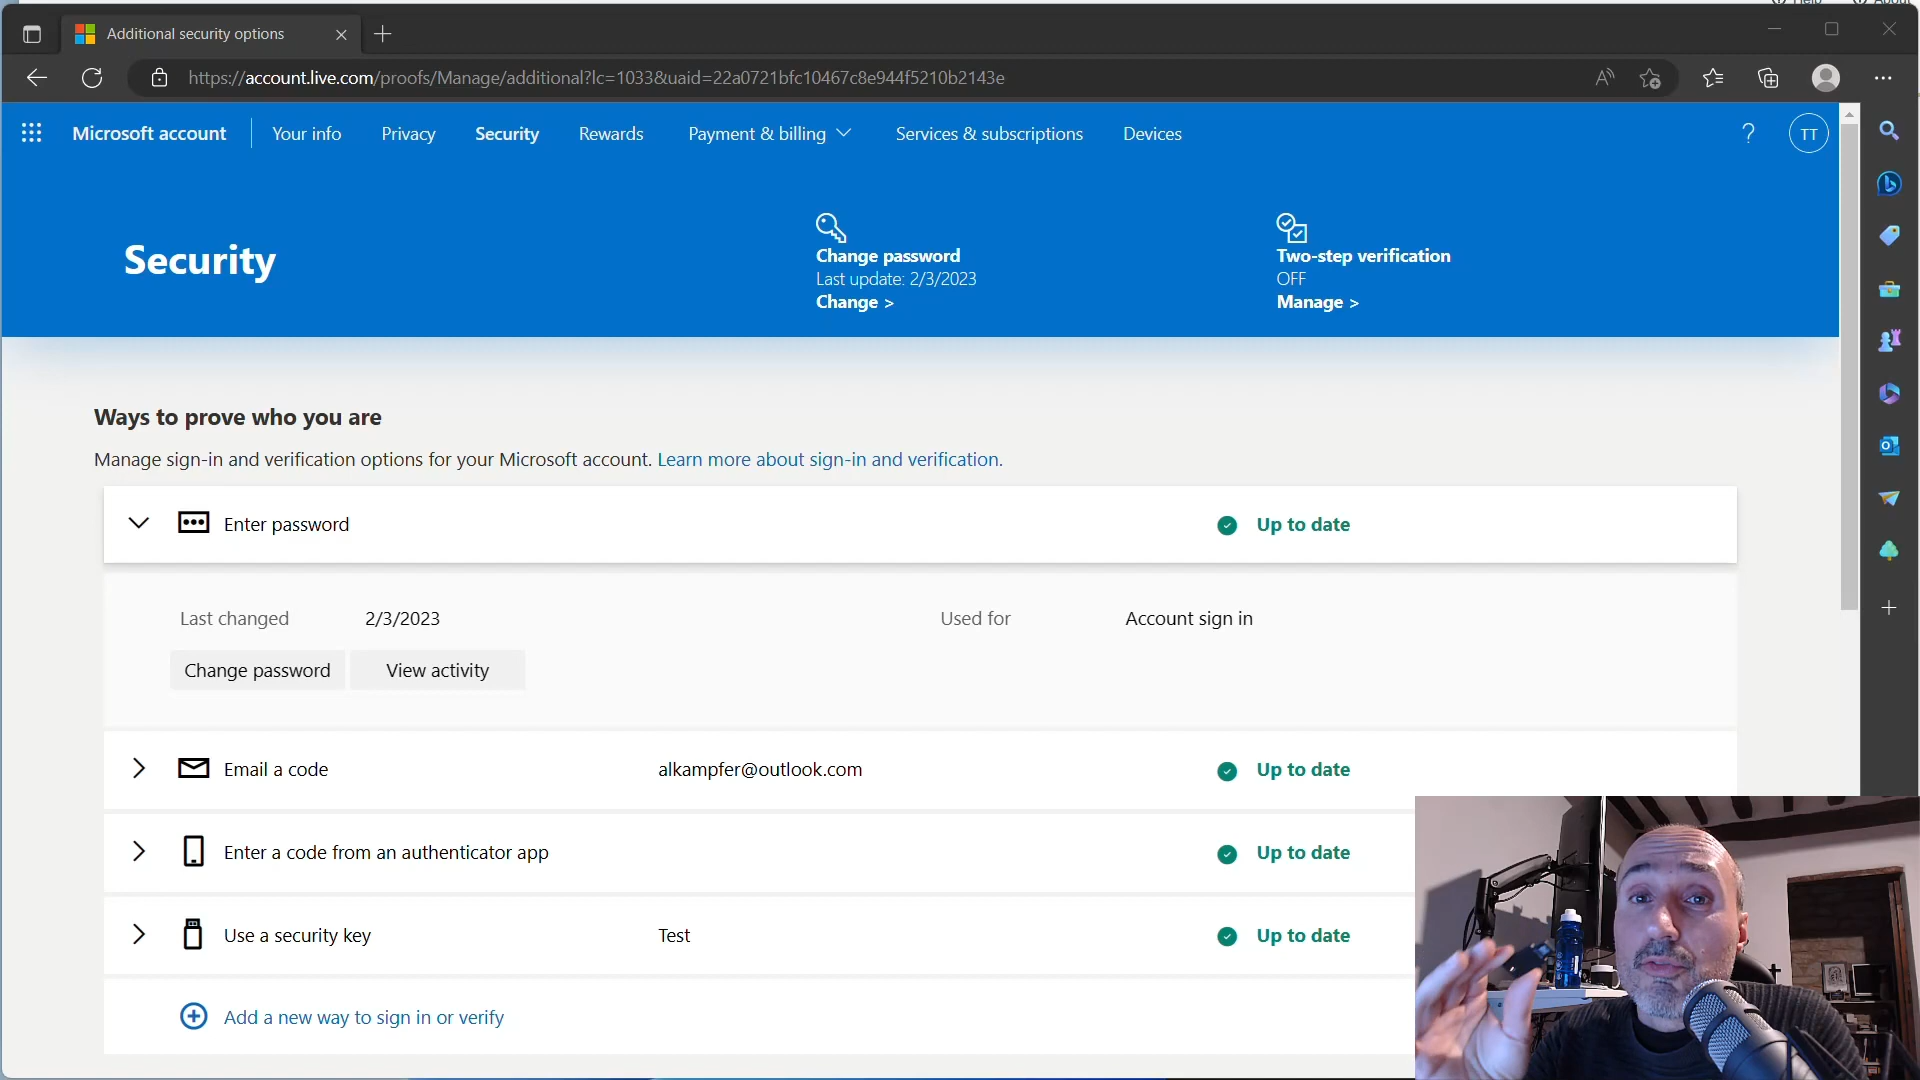 Additional security options
https://account.live.com/proofs/Manage/additional?lc=1033&uaid=22a0721bfc10467c8e944f5210b2143e
Microsoft account
Your info
Privacy
Security
Rewards
Payment & billing
Services & subscriptions
Devices
?
TT
Security
Change password
Last update: 2/3/2023
Change >
Two-step verification
OFF
Manage >
Ways to prove who you are
Manage sign-in and verification options for your Microsoft account. Learn more about sign-in and verification.
Enter password
Up to date
Last changed
2/3/2023
Used for
Account sign in
Change password
View activity
Email a code
alkampfer@outlook.com
Up to date
Enter a code from an authenticator app
Up to date
Use a security key
Test
Up to date
Add a new way to sign in or verify